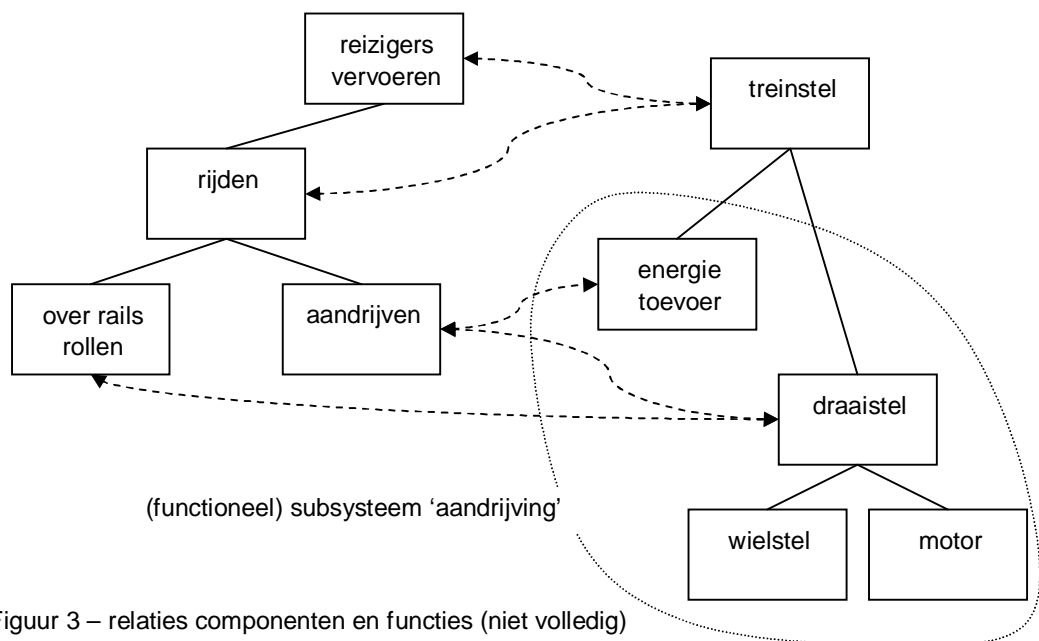 reizigers
vervoeren
treinstel
rijden
energie
toevoer
over rails
rollen
aandrijven
draaistel
(functioneel) subsysteem ‘aandrijving’
wielstel
motor
Figuur 3 – relaties componenten en functies (niet volledig)